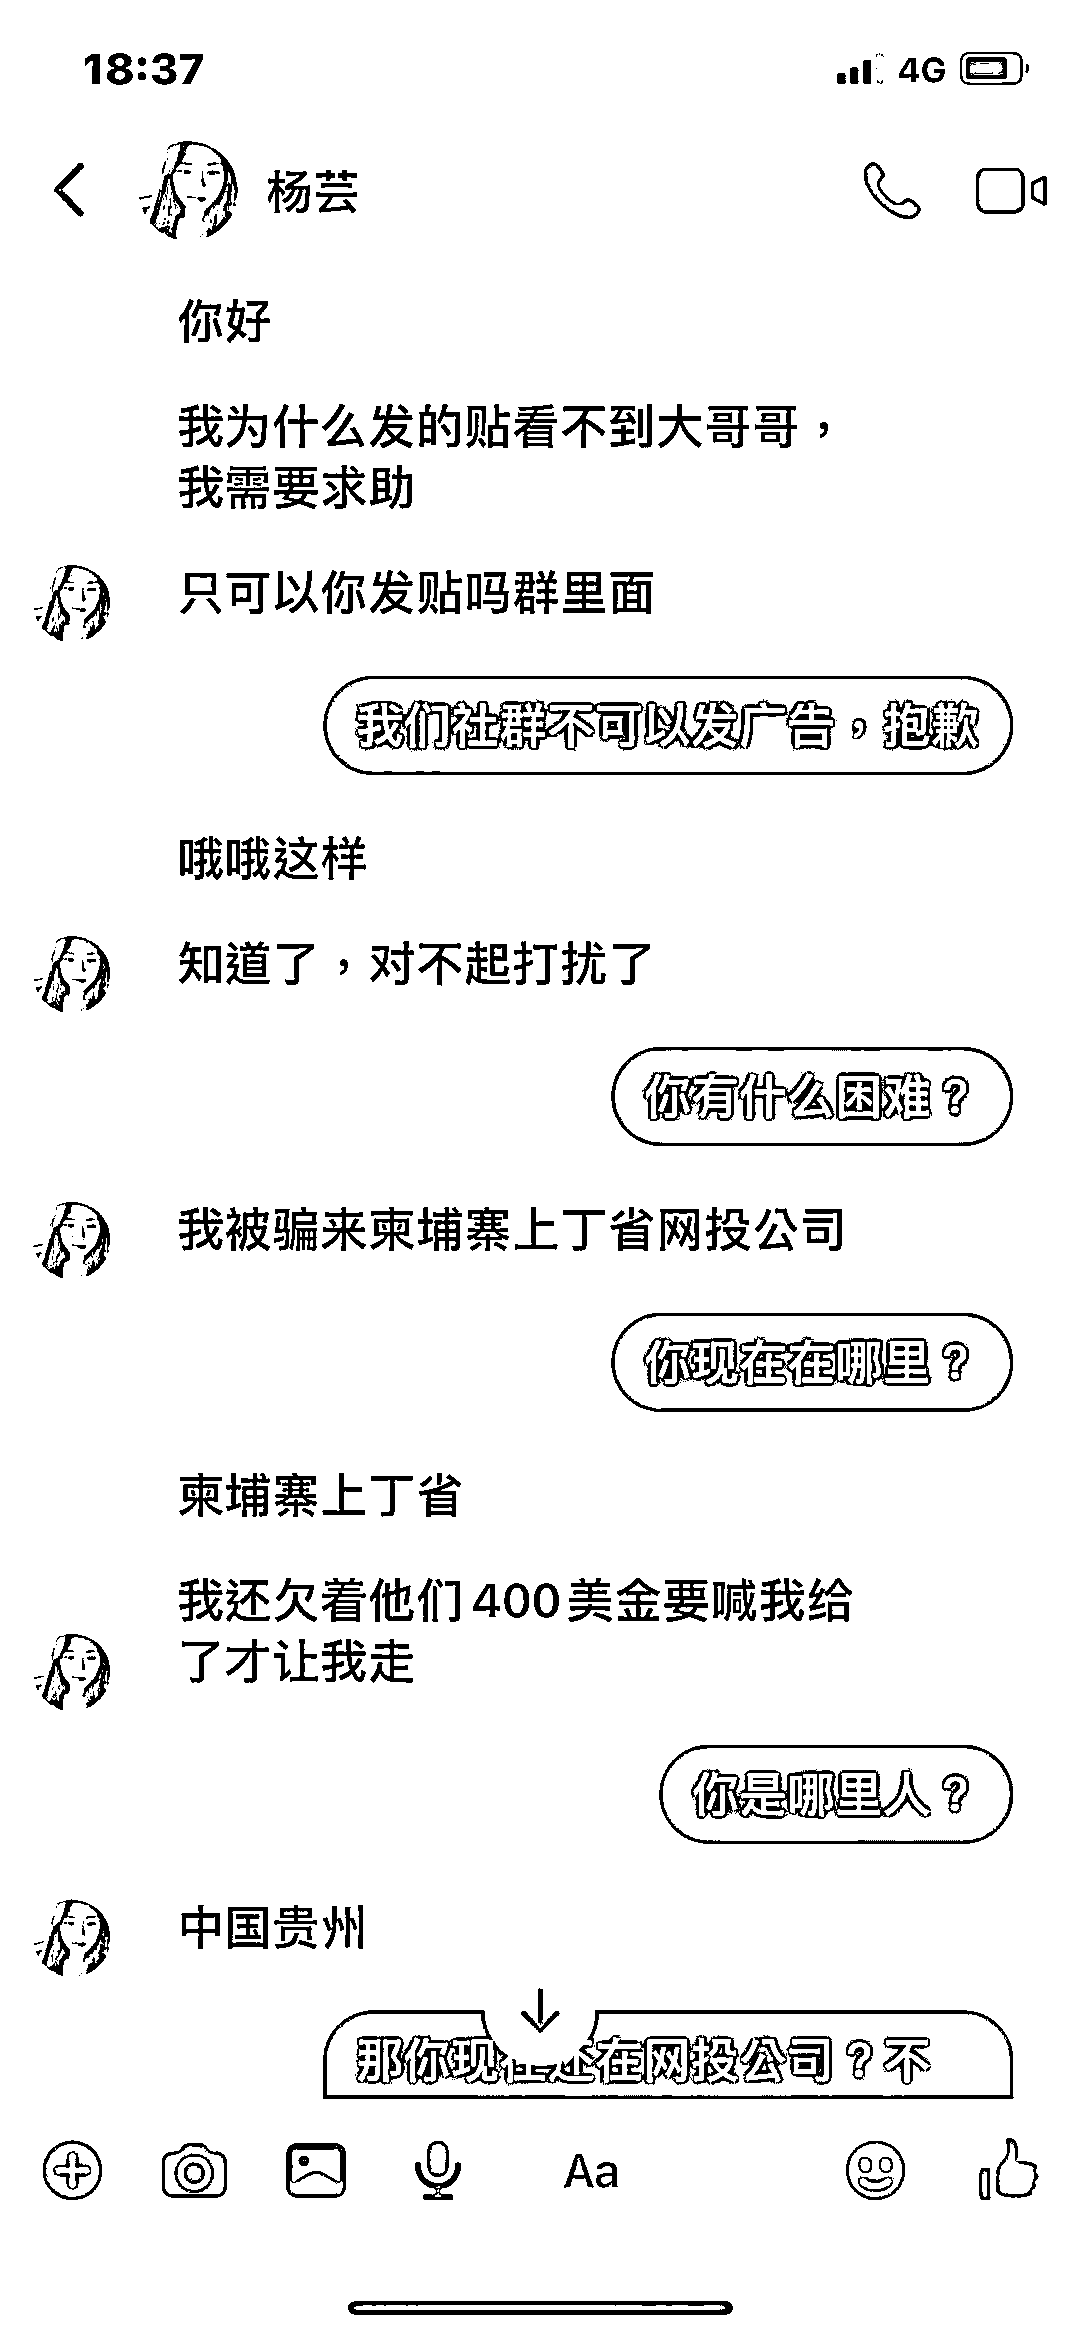 18:37
4G
杨芸
你好
我为什么发的贴看不到大哥哥，
我需要求助
只可以你发贴吗群里面
我们社群不可以发广告，抱歉
哦哦这样
知道了，对不起打扰了
你有什么困难？
我被骗来柬埔寨上丁省网投公司
你现在在哪里？
柬埔寨上丁省
我还欠着他们400美金要喊我给
了才让我走
你是哪里人？
中国贵州
那你现在还在网投公司？不
Aa